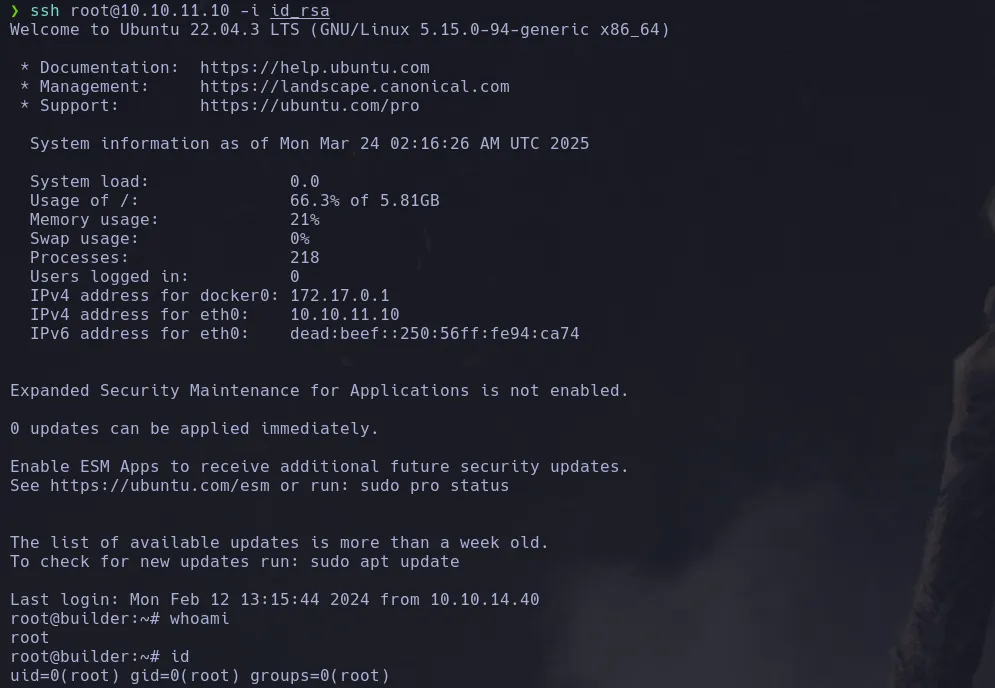 ❯ ssh root@10.10.11.10 -i id_rsa
Welcome to Ubuntu 22.04.3 LTS (GNU/Linux 5.15.0-94-generic x86_64)
* Documentation: https://help.ubuntu.com
* Management: https://landscape.canonical.com
* Support: https://ubuntu.com/pro
System information as of Mon Mar 24 02:16:26 AM UTC 2025
System load: 0.0
Usage of /: 66.3% of 5.81GB
Memory usage: 21%
Swap usage: 0%
Processes: 218
Users logged in: 0
IPv4 address for docker0: 172.17.0.1
IPv4 address for eth0: 10.10.11.10
IPv6 address for eth0: dead:beef::250:56ff:fe94:ca74
Expanded Security Maintenance for Applications is not enabled.
0 updates can be applied immediately.
Enable ESM Apps to receive additional future security updates.
See https://ubuntu.com/esm or run: sudo pro status
The list of available updates is more than a week old.
To check for new updates run: sudo apt update
Last login: Mon Feb 12 13:15:44 2024 from 10.10.14.40
root@builder:~# whoami
root
root@builder:~# id
uid=0(root) gid=0(root) groups=0(root)